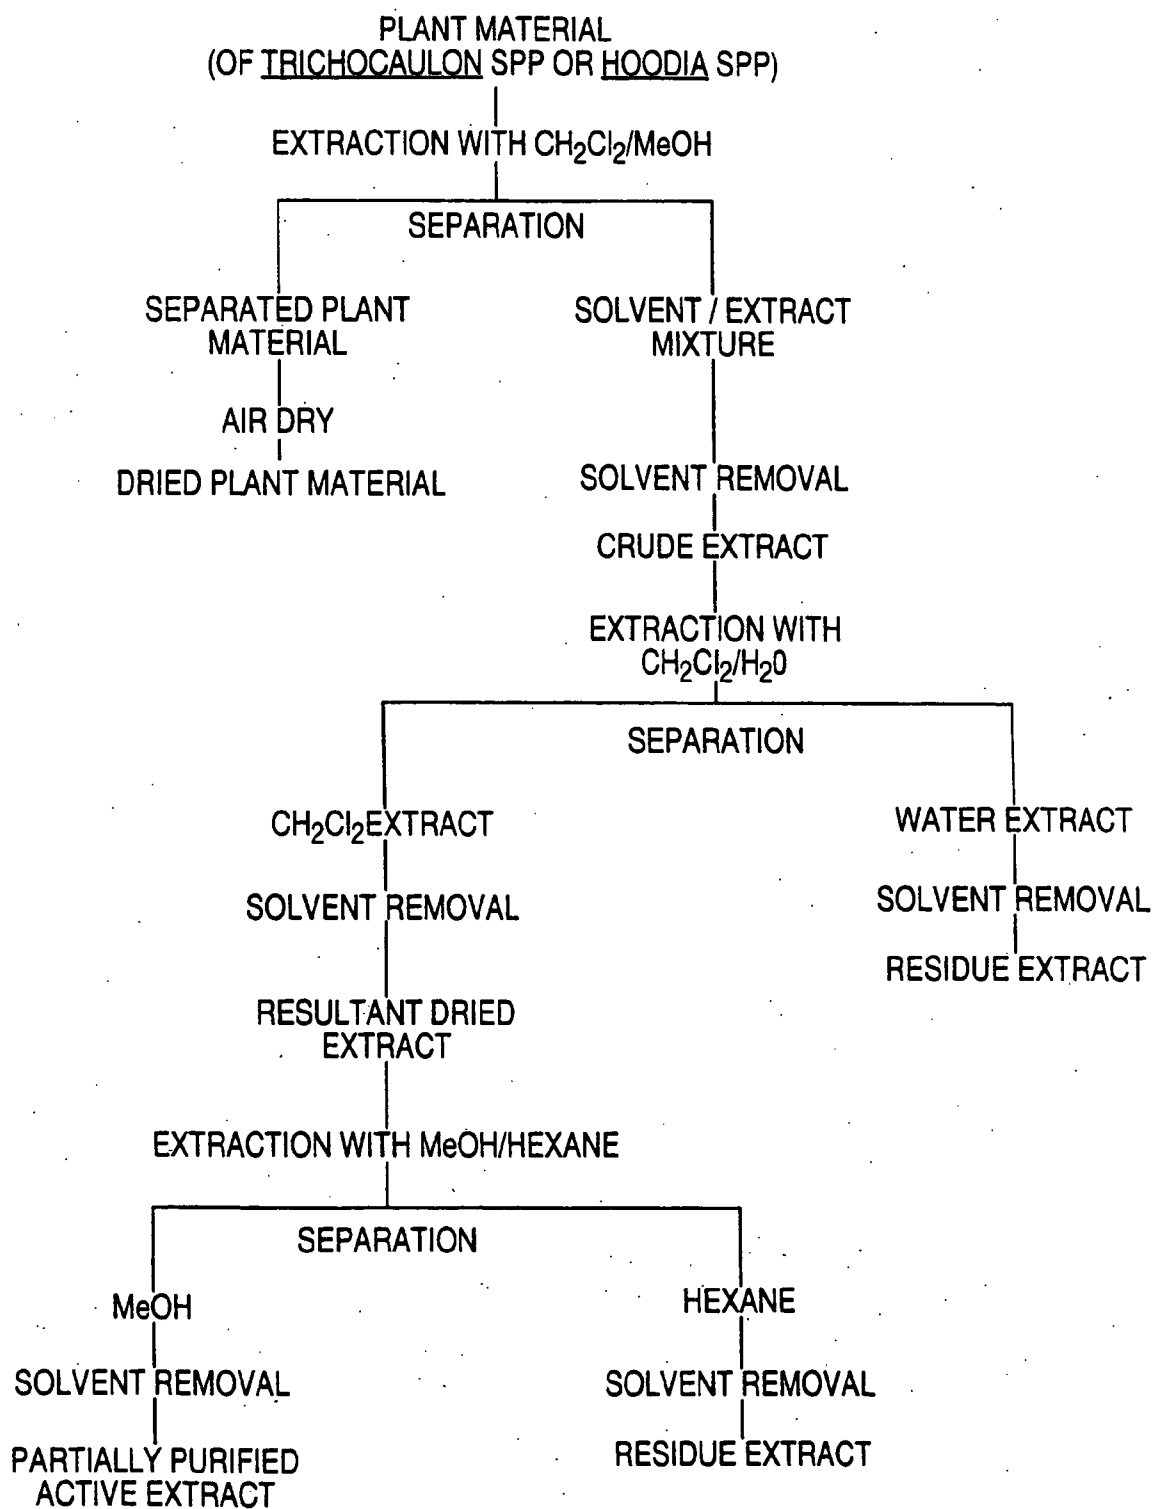 PLANT MATERIAL
(OF TRICHOCAULON SPP OR HOODIA SPP)
EXTRACTION WITH CH₂Cl₂/MeOH
SEPARATION
SEPARATED PLANT
MATERIAL
SOLVENT / EXTRACT
MIXTURE
AIR DRY
DRIED PLANT MATERIAL
SOLVENT REMOVAL
CRUDE EXTRACT
EXTRACTION WITH
CH₂Cl₂/H₂0
SEPARATION
CH₂Cl₂EXTRACT
WATER EXTRACT
SOLVENT REMOVAL
SOLVENT REMOVAL
RESIDUE EXTRACT
RESULTANT DRIED
EXTRACT
EXTRACTION WITH MeOH/HEXANE
SEPARATION
MeOH
HEXANE
SOLVENT REMOVAL
SOLVENT REMOVAL
PARTIALLY PURIFIED
ACTIVE EXTRACT
RESIDUE EXTRACT